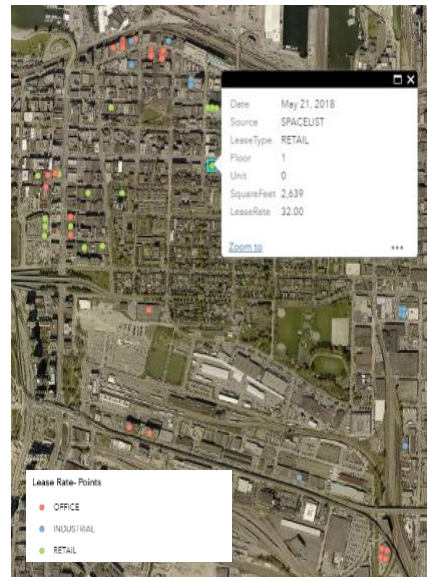 Date May 21, 2018
Source SPACELIST
LeaseType RETAIL
Floor 1
Unit 0
SquareFeet 2,639
LeaseRate 32.00
Zoom to
Lease Rate- Points
OFFICE
INDUSTRIAL
RETAIL